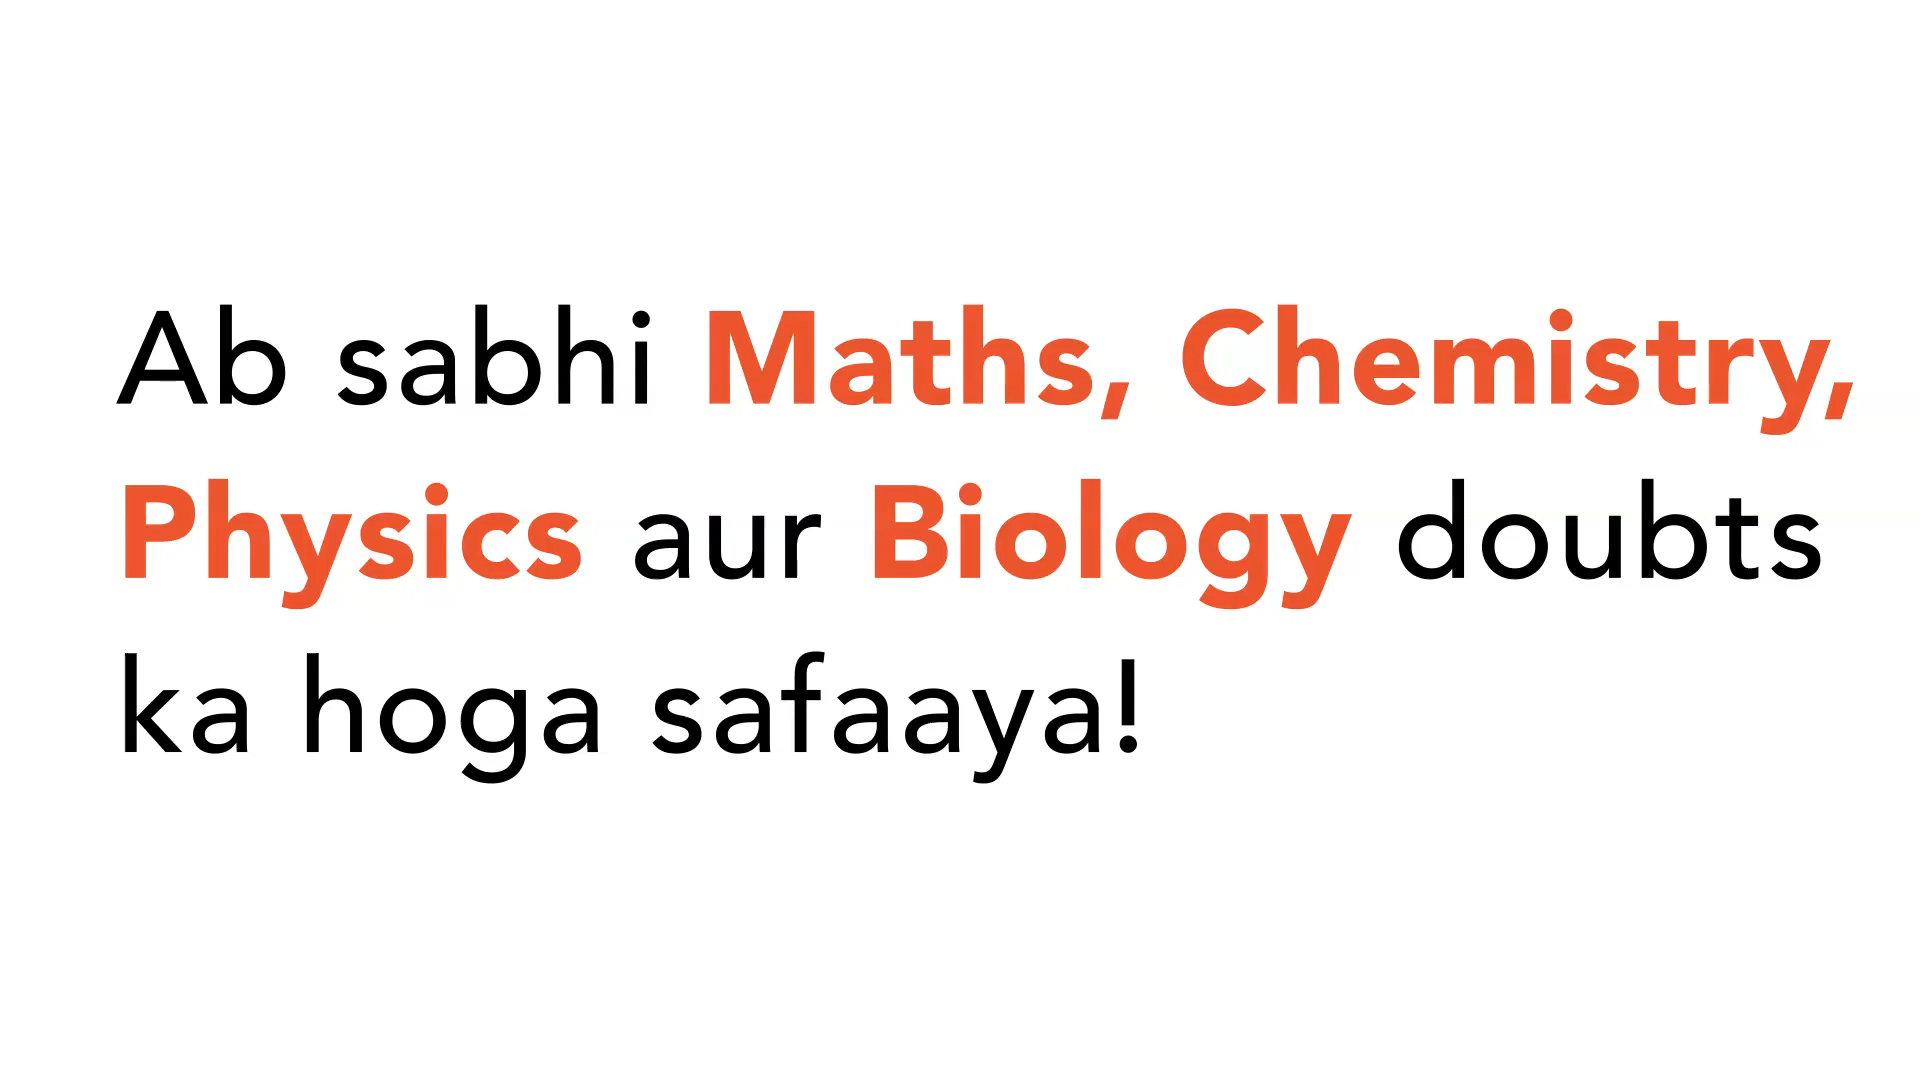 Ab sabhi Maths, Chemistry,
Physics aur Biology doubts
ka hoga safaaya!